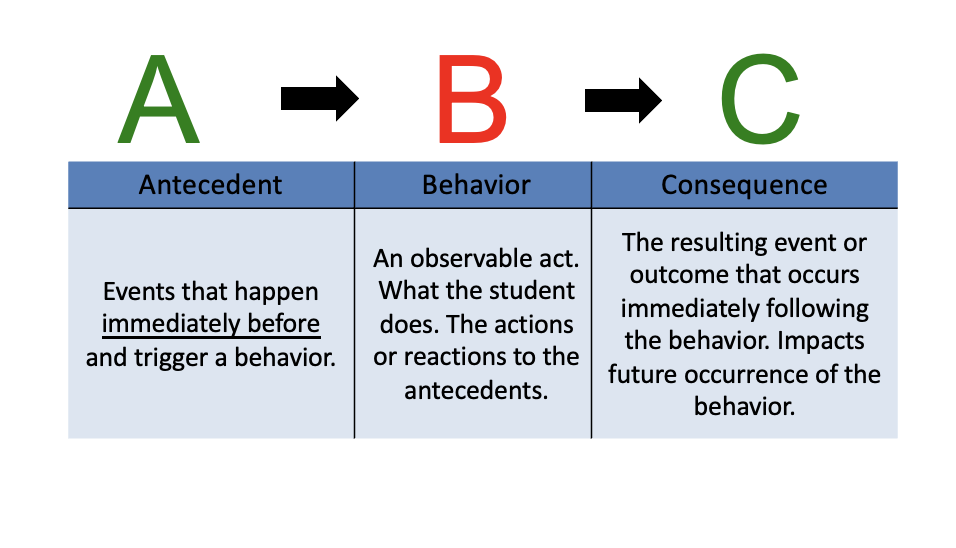 A
B
C
Antecedent
Behavior
Consequence
Events that happen
immediately before
and trigger a behavior.
An observable act.
What the student
does. The actions
or reactions to the
antecedents.
The resulting event or
outcome that occurs
immediately following
the behavior. Impacts
future occurrence of the
behavior.